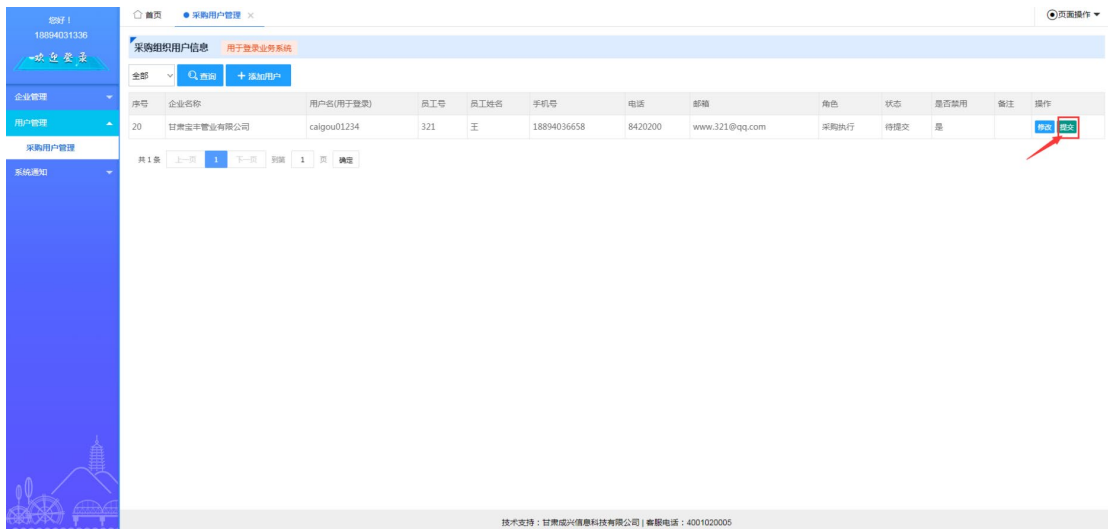 您好！
18894031336
欢迎登录
企业管理
用户管理
采购用户管理
系统通知
首页 采购用户管理 页面操作
采购组织用户信息 用于登录业务系统
全部 查询 添加用户
序号 企业名称 用户名(用于登录) 员工号 员工姓名 手机号 电话 邮箱 角色 状态 是否禁用 备注 操作
20 甘肃宝丰管业有限公司 caigou01234 321 王 18894036658 8420200 www.321@qq.com 采购执行 待提交 是 修改 提交
共1条 上一页 1 下一页 到第 1 页 确定
技术支持：甘肃成兴信息科技有限公司 | 客服电话：4001020005